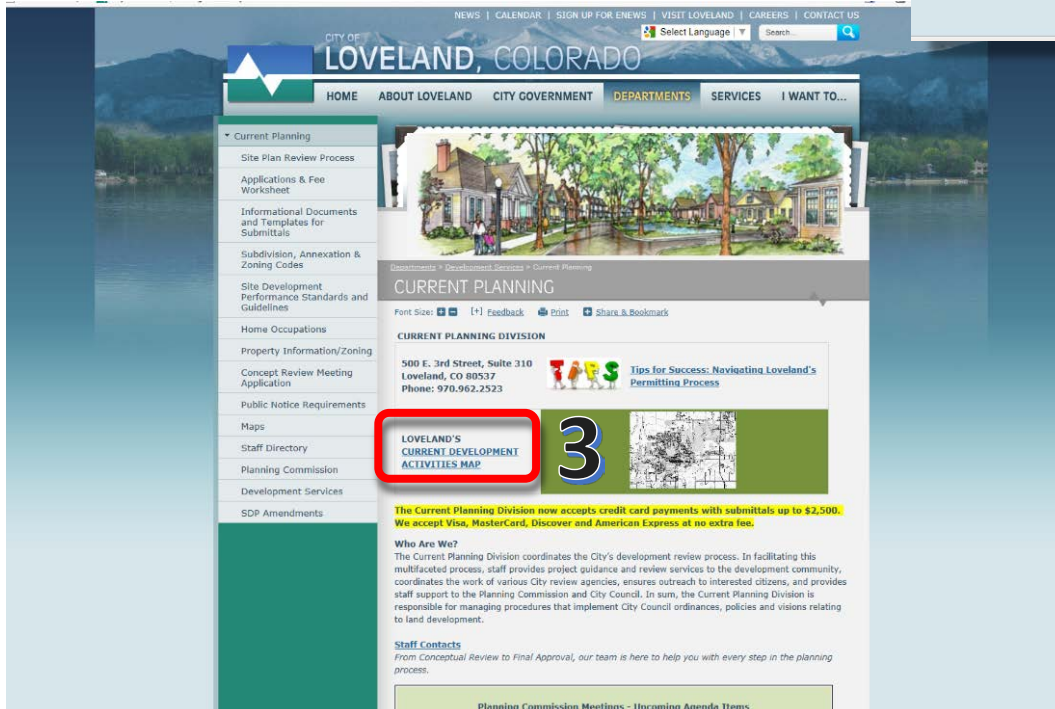 NEWS | CALENDAR | SIGN UP FOR ENEWS | VISIT LOVELAND | CAREERS | CONTACT US
Select Language ▼ Search...
CITY OF
LOVELAND, COLORADO
HOME ABOUT LOVELAND CITY GOVERNMENT DEPARTMENTS SERVICES I WANT TO...
Current Planning
Site Plan Review Process
Applications & Fee
Worksheet
Informational Documents
and Templates for
Submittals
Subdivision, Annexation &
Zoning Codes
Site Development
Performance Standards and
Guidelines
Home Occupations
Property Information/Zoning
Concept Review Meeting
Application
Public Notice Requirements
Maps
Staff Directory
Planning Commission
Development Services
SDP Amendments
Departments > Development Services > Current Planning
CURRENT PLANNING
Font Size: [+] Feedback Print Share & Bookmark
CURRENT PLANNING DIVISION
500 E. 3rd Street, Suite 310
Loveland, CO 80537
Phone: 970.962.2523
TIPS
Tips for Success: Navigating Loveland's
Permitting Process
LOVELAND'S
CURRENT DEVELOPMENT
ACTIVITIES MAP
3
The Current Planning Division now accepts credit card payments with submittals up to $2,500.
We accept Visa, MasterCard, Discover and American Express at no extra fee.
Who Are We?
The Current Planning Division coordinates the City's development review process. In facilitating this
multifaceted process, staff provides project guidance and review services to the development community,
coordinates the work of various City review agencies, ensures outreach to interested citizens, and provides
staff support to the Planning Commission and City Council. In sum, the Current Planning Division is
responsible for managing procedures that implement City Council ordinances, policies and visions relating
to land development.
Staff Contacts
From Conceptual Review to Final Approval, our team is here to help you with every step in the planning
process.
Planning Commission Meetings - Upcoming Agenda Items